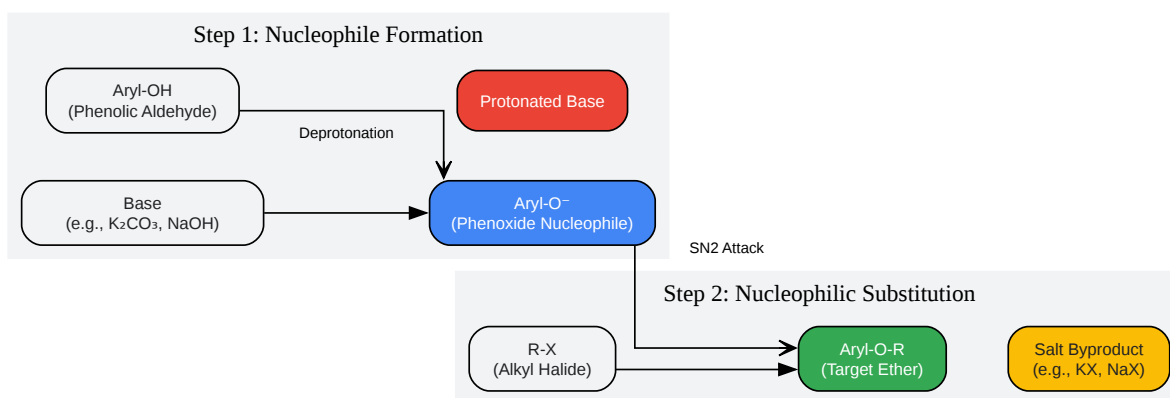 Step 1: Nucleophile Formation
Aryl-OH
(Phenolic Aldehyde)
Protonated Base
Deprotonation
Base
(e.g., K₂CO₃, NaOH)
Aryl-O⁻
(Phenoxide Nucleophile)
SN2 Attack
Step 2: Nucleophilic Substitution
R-X
(Alkyl Halide)
Aryl-O-R
(Target Ether)
Salt Byproduct
(e.g., KX, NaX)